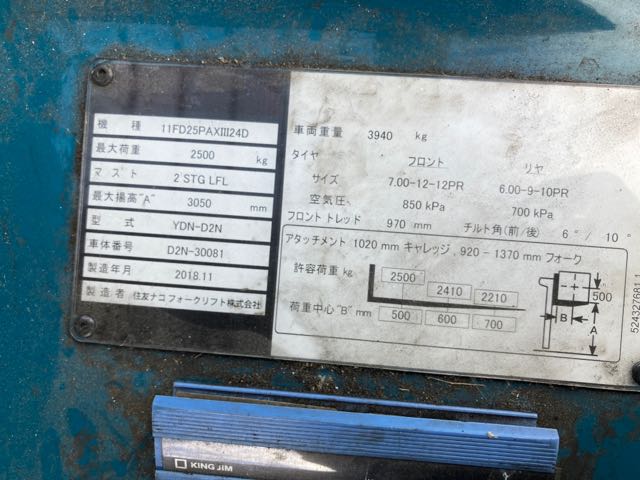 機 種 11FD25PAXIII24D
最大荷重 2500 kg
マスト 2 STG LFL
最大揚高"A" 3050 mm
型 式 YDN-D2N
車体番号 D2N-30081
製造年月 2018.11
製造者 住友ナコ フォークリフト株式会社
車両重量 3940 kg
タイヤ フロント リヤ
サイズ 7.00-12-12PR 6.00-9-10PR
空気圧、 850 kPa 700 kPa
フロント トレッド 970 mm チルト角(前/後) 6°/10°
アタッチメント 1020 mm キャレッジ, 920 - 1370 mm フォーク
許容荷重 kg 2500 2410 2210
荷重中心"B" mm 500 600 700
500
B
A
524327681
KING JIM